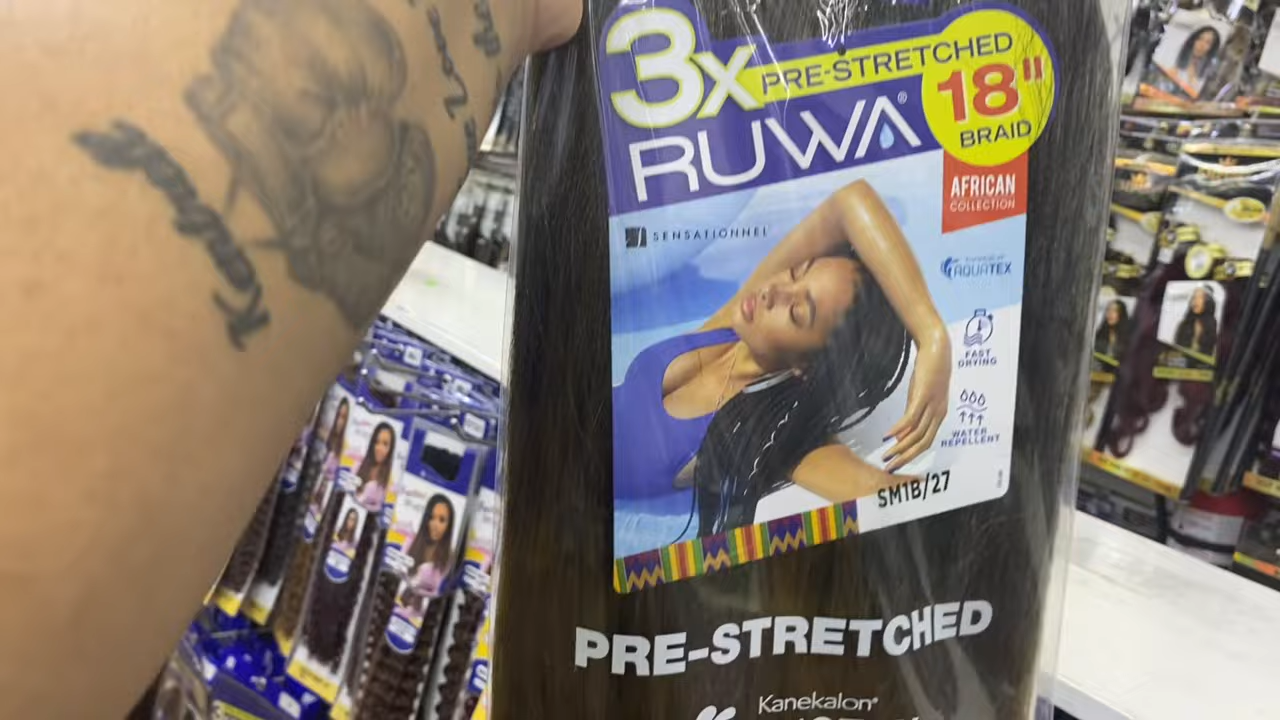 3X PRE-STRETCHED
18"
BRAID
RUWA®
AFRICAN
COLLECTION
SENSATIONNEL
AQUATEX
FAST
DRYING
WATER
REPELLENT
SM1B/27
PRE-STRETCHED
Kanekalon®